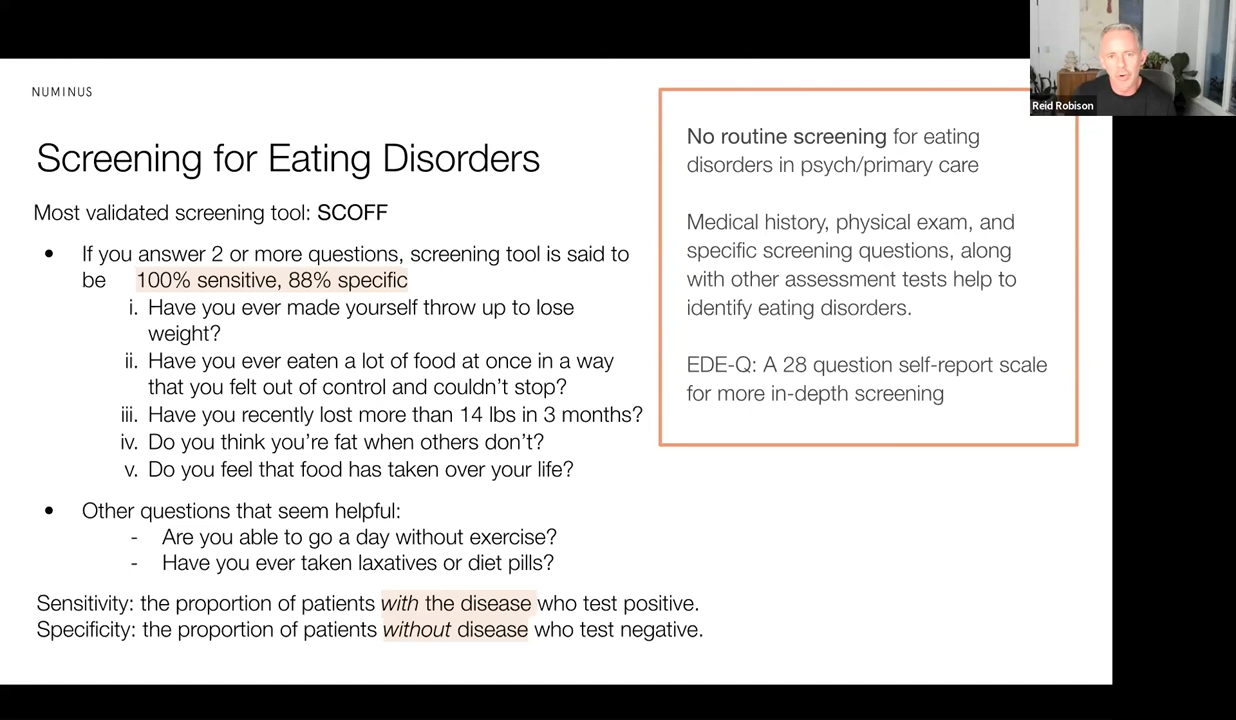 NUMINUS
Screening for Eating Disorders
Most validated screening tool: SCOFF
• If you answer 2 or more questions, screening tool is said to
be 100% sensitive, 88% specific
i. Have you ever made yourself throw up to lose
weight?
ii. Have you ever eaten a lot of food at once in a way
that you felt out of control and couldn't stop?
iii. Have you recently lost more than 14 lbs in 3 months?
iv. Do you think you're fat when others don't?
v. Do you feel that food has taken over your life?
• Other questions that seem helpful:
- Are you able to go a day without exercise?
- Have you ever taken laxatives or diet pills?
Sensitivity: the proportion of patients with the disease who test positive.
Specificity: the proportion of patients without disease who test negative.
No routine screening for eating
disorders in psych/primary care
Medical history, physical exam, and
specific screening questions, along
with other assessment tests help to
identify eating disorders.
EDE-Q: A 28 question self-report scale
for more in-depth screening
Reid Robison